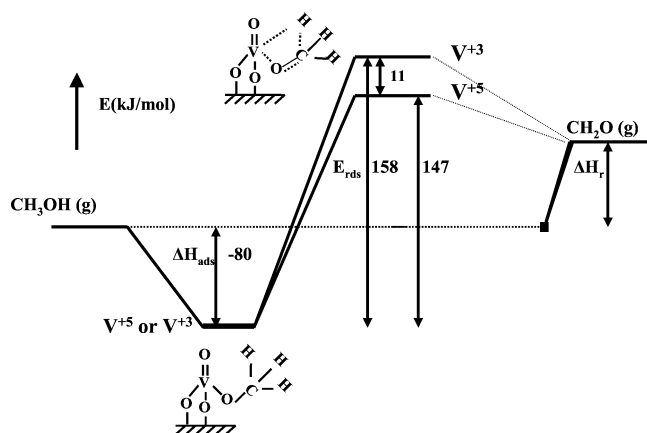 O
H
V
H
O
C
H
O
O
V+3
11
V+5
E(kJ/mol)
CH2O (g)
Erds 158
147
ΔHr
CH3OH (g)
ΔHads -80
V+5 or V+3
O
H
H
V
H
O
C
O
O